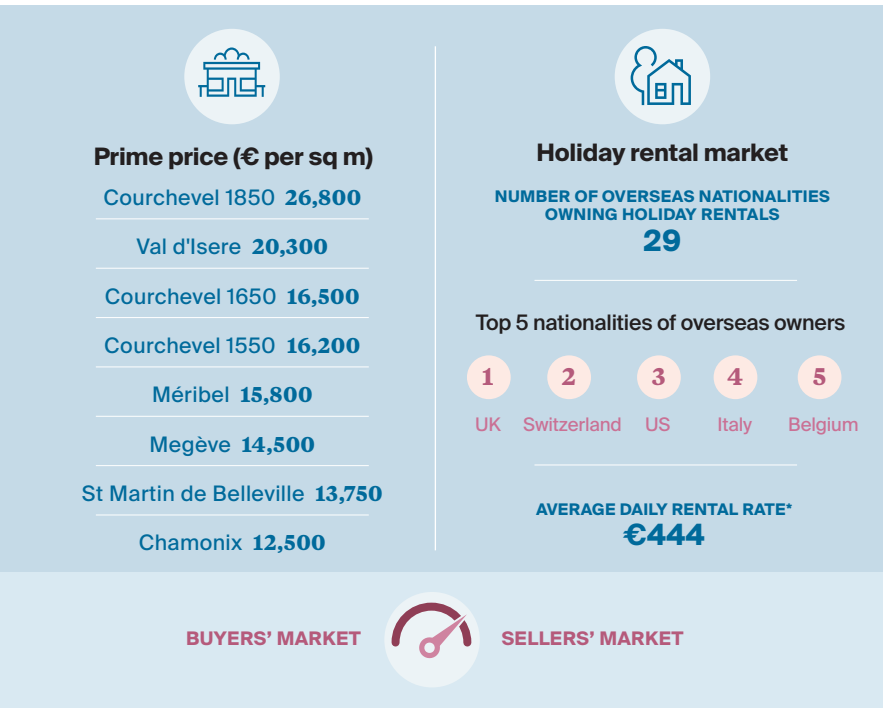 Prime price (€ per sq m)
Courchevel 1850 26,800
Val d'Isere 20,300
Courchevel 1650 16,500
Courchevel 1550 16,200
Méribel 15,800
Megève 14,500
St Martin de Belleville 13,750
Chamonix 12,500
Holiday rental market
NUMBER OF OVERSEAS NATIONALITIES
OWNING HOLIDAY RENTALS
29
Top 5 nationalities of overseas owners
1 2 3 4 5
UK Switzerland US Italy Belgium
AVERAGE DAILY RENTAL RATE*
€444
BUYERS’ MARKET SELLERS’ MARKET